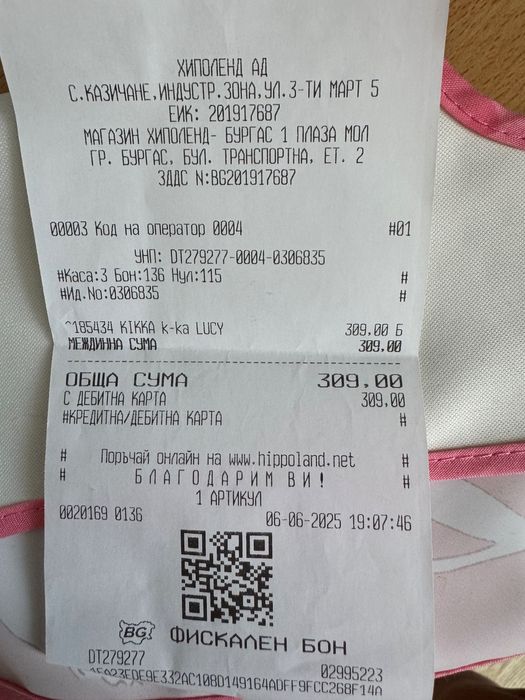 ХИПОЛЕНД АД
С.КАЗИЧАНЕ,ИНДУСТР.ЗОНА,УЛ.3-ТИ МАРТ 5
ЕИК: 201917687
МАГАЗИН ХИПОЛЕНД- БУРГАС 1 ПЛАЗА МОЛ
ГР. БУРГАС, БУЛ. ТРАНСПОРТНА, ЕТ. 2
ЗДДС N:BG201917687
00003 Код на оператор 0004 #01
УНП: DT279277-0004-0306835
#Каса:3 Бон:136 Нул:115 #
#Ид.No:0306835 #
^185434 KIKKA k-ka LUCY 309.00 Б
МЕЖДИННА СУМА 309.00
ОБЩА СУМА 309,00
С ДЕБИТНА КАРТА 309.00
#КРЕДИТНА/ДЕБИТНА КАРТА #
# Поръчай онлайн на www.hippoland.net #
# Б Л А Г О Д А Р И М В И ! #
1 АРТИКУЛ
0020169 0136 06-06-2025 19:07:46
BG ФИСКАЛЕН БОН
DT279277 02995223